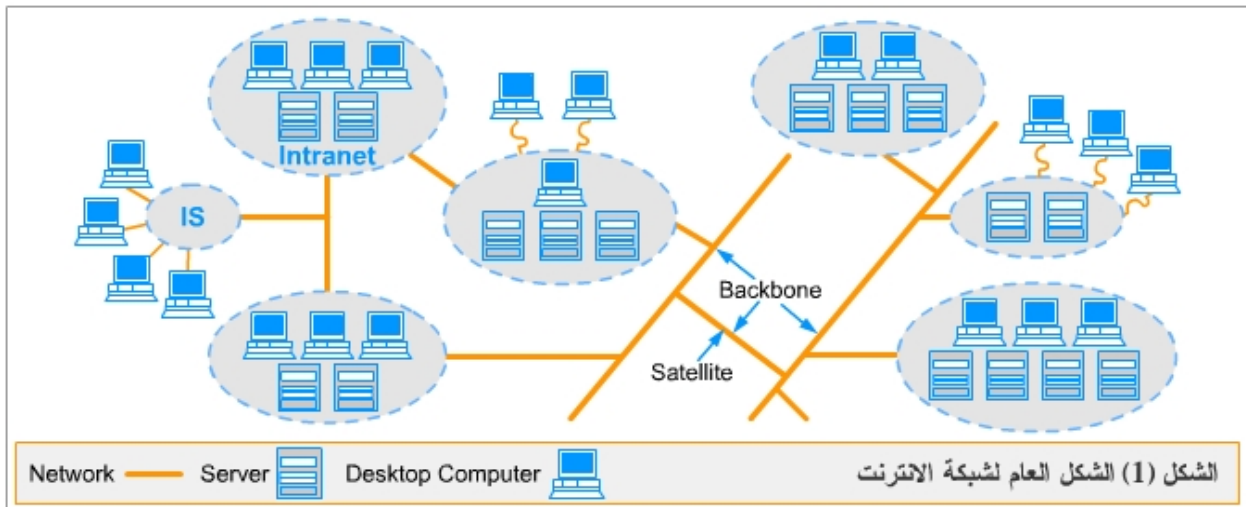 Intranet
IS
Backbone
Satellite
Network
Server
Desktop Computer
الشكل (1) الشكل العام لشبكة الانترنت